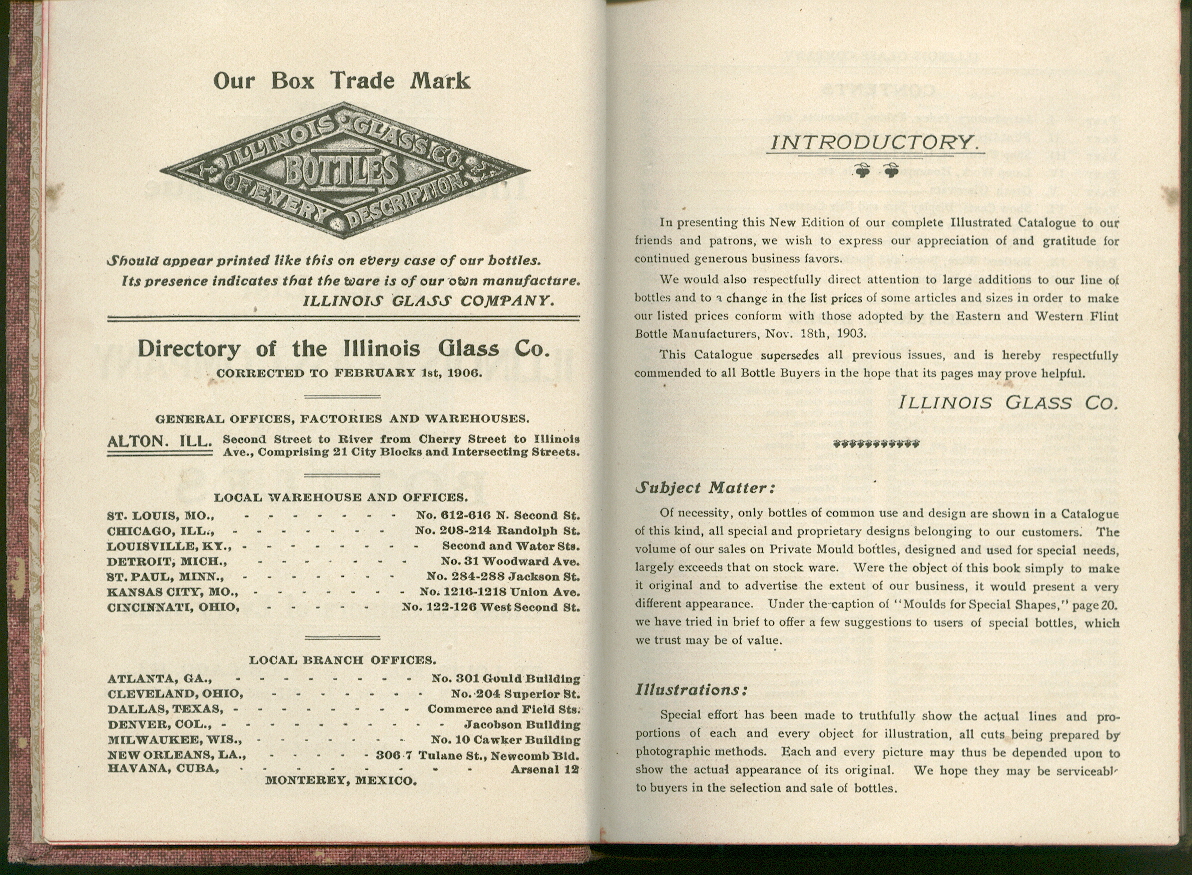 Our Box Trade Mark
ILLINOIS GLASS CO.
BOTTLES
OF EVERY DESCRIPTION.
Should appear printed like this on every case of our bottles.
Its presence indicates that the ware is of our own manufacture.
ILLINOIS GLASS COMPANY.
Directory of the Illinois Glass Co.
CORRECTED TO FEBRUARY 1st, 1906.
GENERAL OFFICES, FACTORIES AND WAREHOUSES.
ALTON. ILL. Second Street to River from Cherry Street to Illinois
Ave., Comprising 21 City Blocks and Intersecting Streets.
LOCAL WAREHOUSE AND OFFICES.
ST. LOUIS, MO., - - - - - - - No. 612-616 N. Second St.
CHICAGO, ILL., - - - - - - - No. 208-214 Randolph St.
LOUISVILLE, KY., - - - - - - - - Second and Water Sts.
DETROIT, MICH., - - - - - - - - No. 31 Woodward Ave.
ST. PAUL, MINN., - - - - - - - No. 284-288 Jackson St.
KANSAS CITY, MO., - - - - - - No. 1216-1218 Union Ave.
CINCINNATI, OHIO, - - - - - No. 122-126 West Second St.
LOCAL BRANCH OFFICES.
ATLANTA, GA., - - - - - - - No. 301 Gould Building
CLEVELAND, OHIO, - - - - - - - No. 204 Superior St.
DALLAS, TEXAS, - - - - - - - Commerce and Field Sts.
DENVER, COL., - - - - - - - - - Jacobson Building
MILWAUKEE, WIS., - - - - - - - No. 10 Cawker Building
NEW ORLEANS, LA., - - - - 306-7 Tulane St., Newcomb Bld.
HAVANA, CUBA, - - - - - - - - Arsenal 12
MONTEREY, MEXICO.
INTRODUCTORY.
In presenting this New Edition of our complete Illustrated Catalogue to our
friends and patrons, we wish to express our appreciation of and gratitude for
continued generous business favors.
We would also respectfully direct attention to large additions to our line of
bottles and to a change in the list prices of some articles and sizes in order to make
our listed prices conform with those adopted by the Eastern and Western Flint
Bottle Manufacturers, Nov. 18th, 1903.
This Catalogue supersedes all previous issues, and is hereby respectfully
commended to all Bottle Buyers in the hope that its pages may prove helpful.
ILLINOIS GLASS CO.
Subject Matter:
Of necessity, only bottles of common use and design are shown in a Catalogue
of this kind, all special and proprietary designs belonging to our customers. The
volume of our sales on Private Mould bottles, designed and used for special needs,
largely exceeds that on stock ware. Were the object of this book simply to make
it original and to advertise the extent of our business, it would present a very
different appearance. Under the caption of "Moulds for Special Shapes," page 20.
we have tried in brief to offer a few suggestions to users of special bottles, which
we trust may be of value.
Illustrations:
Special effort has been made to truthfully show the actual lines and pro-
portions of each and every object for illustration, all cuts being prepared by
photographic methods. Each and every picture may thus be depended upon to
show the actual appearance of its original. We hope they may be serviceable
to buyers in the selection and sale of bottles.